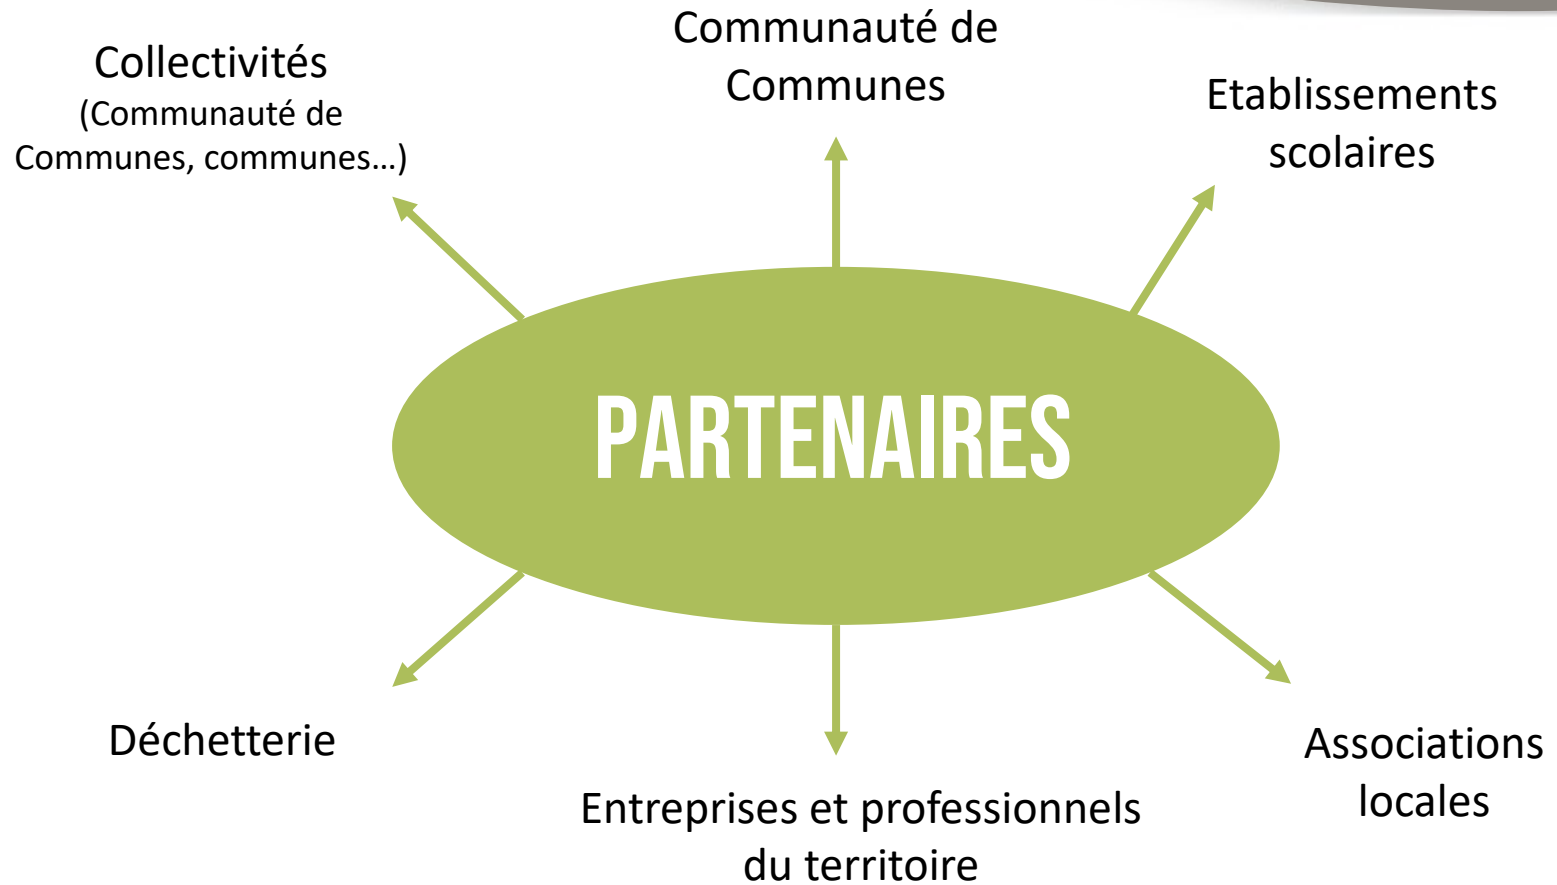 Collectivités
(Communauté de
Communes, communes…)
Communauté de
Communes
Etablissements
scolaires
PARTENAIRES
Déchetterie
Entreprises et professionnels
du territoire
Associations
locales